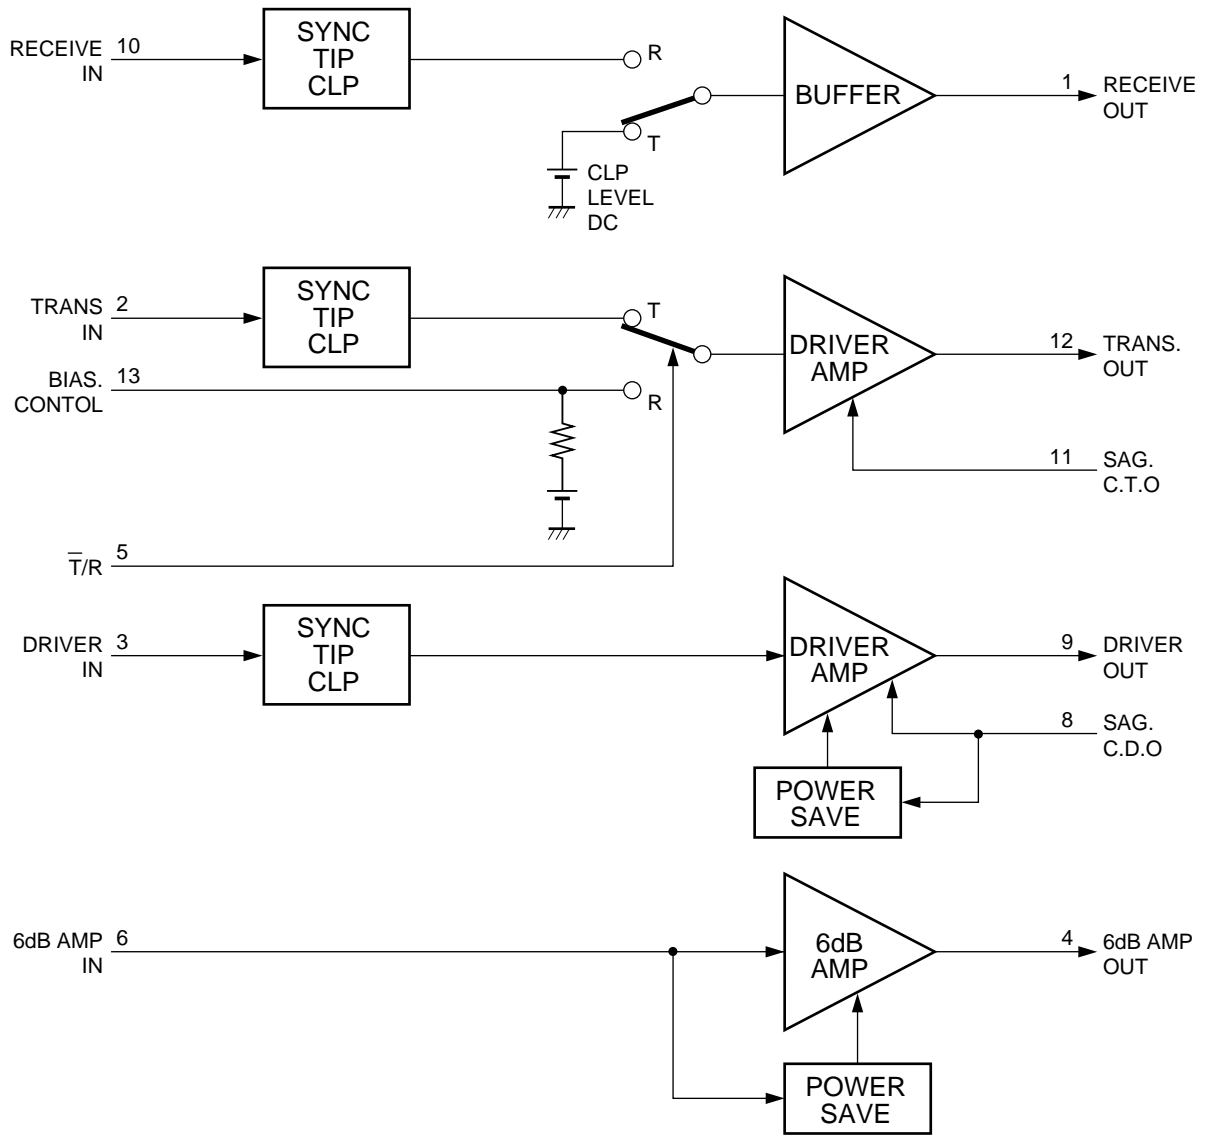 RECEIVE
IN
10
SYNC
TIP
CLP
R
T
CLP
LEVEL
DC
BUFFER
1
RECEIVE
OUT
TRANS
IN
2
SYNC
TIP
CLP
T
R
BIAS.
CONTOL
13
DRIVER
AMP
12
TRANS.
OUT
11
SAG.
C.T.O
T̅/R
5
DRIVER
IN
3
SYNC
TIP
CLP
DRIVER
AMP
9
DRIVER
OUT
8
SAG.
C.D.O
POWER
SAVE
6dB AMP
IN
6
6dB
AMP
4
6dB AMP
OUT
POWER
SAVE